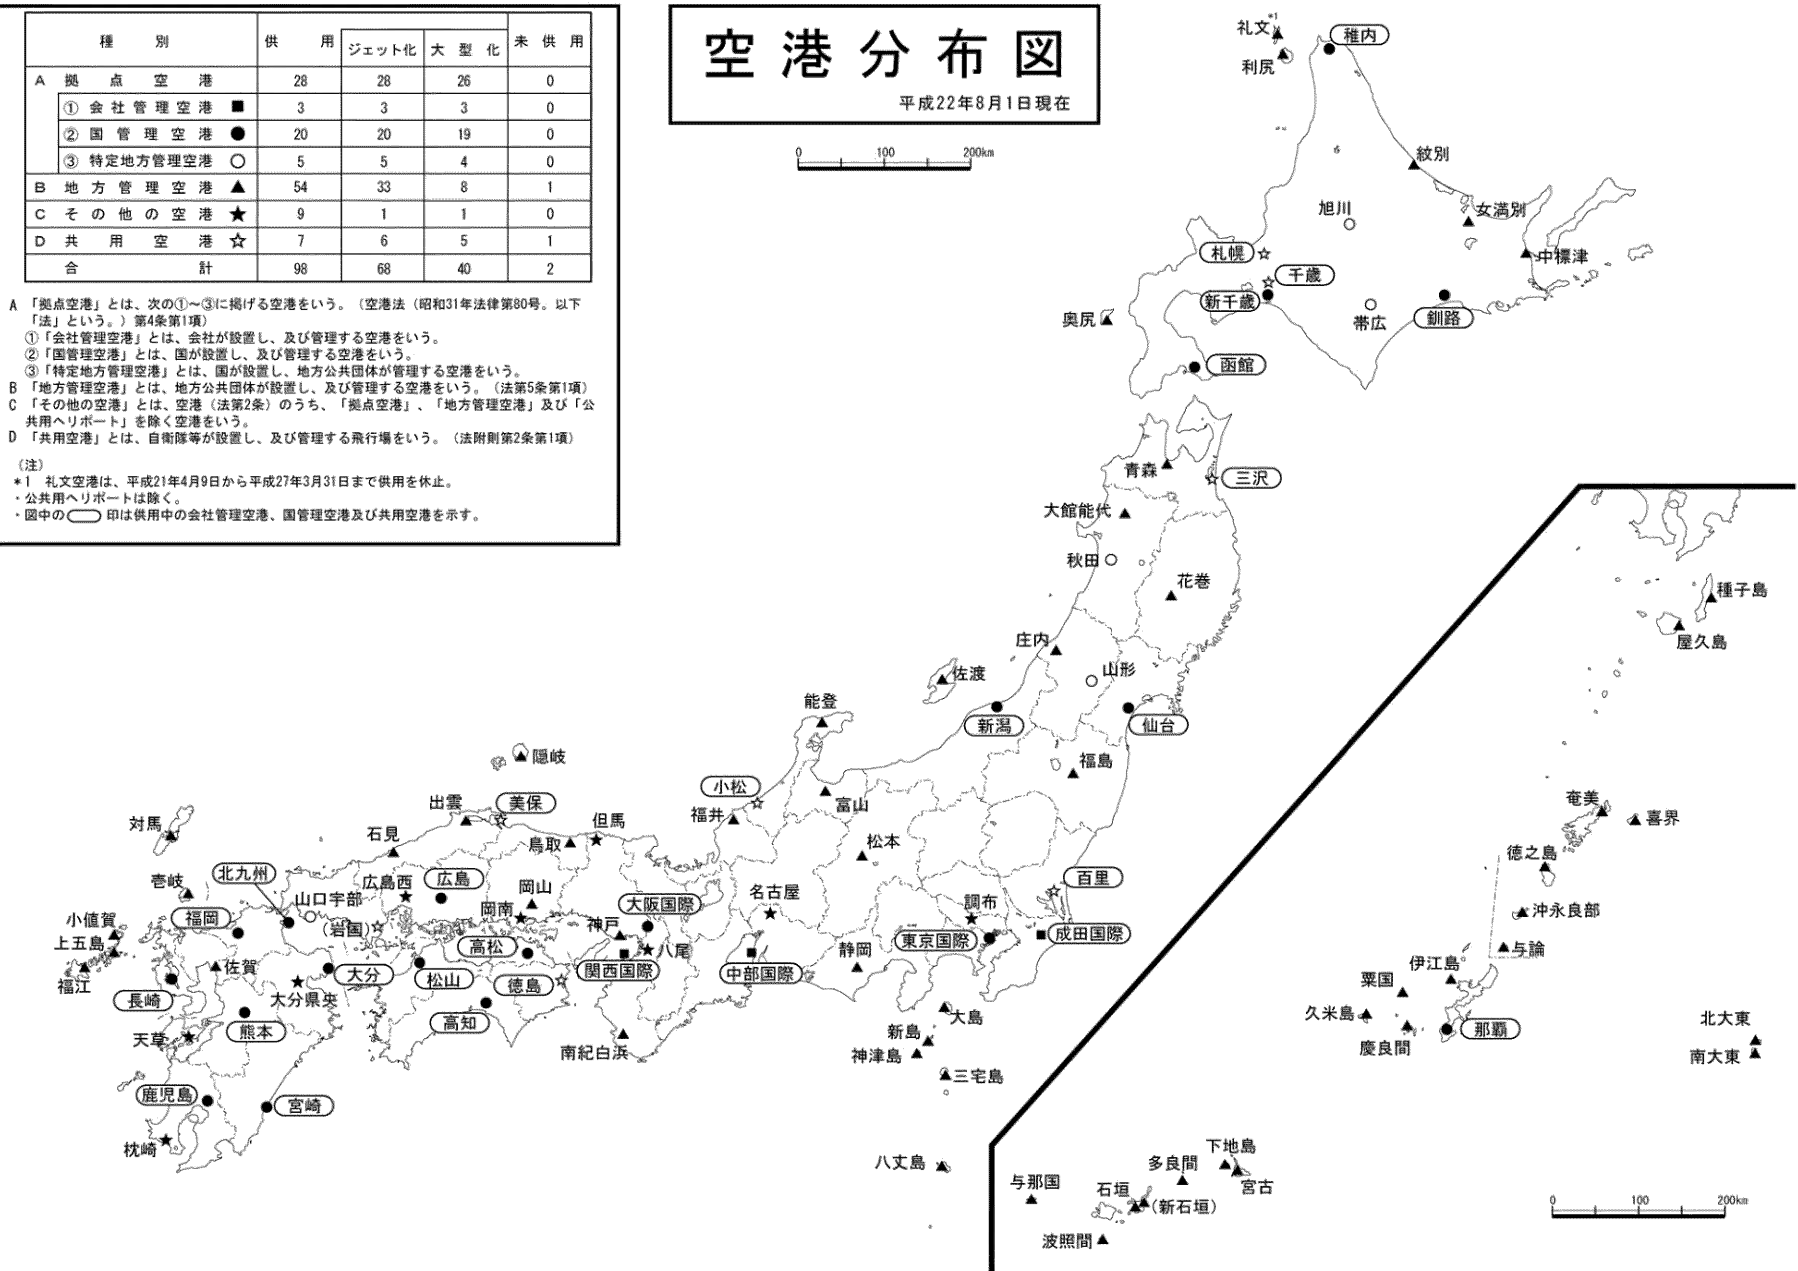 空港分布図
平成22年8月1日現在
0 100 200km
種別 供用 ジェット化 大型化 未供用
A 拠点空港 28 28 26 0
①会社管理空港 ■ 3 3 3 0
②国管理空港 ● 20 20 19 0
③特定地方管理空港 ○ 5 5 4 0
B 地方管理空港 ▲ 54 33 8 1
C その他の空港 ★ 9 1 1 0
D 共用空港 ☆ 7 6 5 1
合計 98 68 40 2
A 「拠点空港」とは、次の①～③に掲げる空港をいう。（空港法（昭和31年法律第80号。以下
「法」という。）第4条第1項）
①「会社管理空港」とは、会社が設置し、及び管理する空港をいう。
②「国管理空港」とは、国が設置し、及び管理する空港をいう。
③「特定地方管理空港」とは、国が設置し、地方公共団体が管理する空港をいう。
B 「地方管理空港」とは、地方公共団体が設置し、及び管理する空港をいう。（法第5条第1項）
C 「その他の空港」とは、空港（法第2条）のうち、「拠点空港」、「地方管理空港」及び「公
共用ヘリポート」を除く空港をいう。
D 「共用空港」とは、自衛隊等が設置し、及び管理する飛行場をいう。（法附則第2条第1項）
（注）
*1 礼文空港は、平成21年4月9日から平成27年3月31日まで供用を休止。
・公共用ヘリポートは除く。
・図中の 印は供用中の会社管理空港、国管理空港及び共用空港を示す。
礼文*1
利尻
稚内
紋別
旭川
女満別
中標津
札幌
千歳
新千歳
帯広
釧路
奥尻
函館
青森
三沢
大館能代
秋田
花巻
庄内
山形
佐渡
新潟
仙台
福島
能登
隠岐
小松
富山
福井
松本
出雲
美保
但馬
鳥取
石見
対馬
壱岐
北九州
山口宇部
広島西
広島
岡山
岡南
(岩国)
大阪国際
神戸
八尾
名古屋
百里
調布
東京国際
成田国際
静岡
中部国際
関西国際
高松
徳島
松山
高知
南紀白浜
福岡
小値賀
上五島
福江
佐賀
大分
大分県央
長崎
熊本
天草
鹿児島
宮崎
枕崎
大島
新島
神津島
三宅島
八丈島
種子島
屋久島
奄美
喜界
徳之島
沖永良部
与論
伊江島
粟国
久米島
慶良間
那覇
北大東
南大東
下地島
多良間
宮古
与那国
石垣
(新石垣)
波照間
0 100 200km